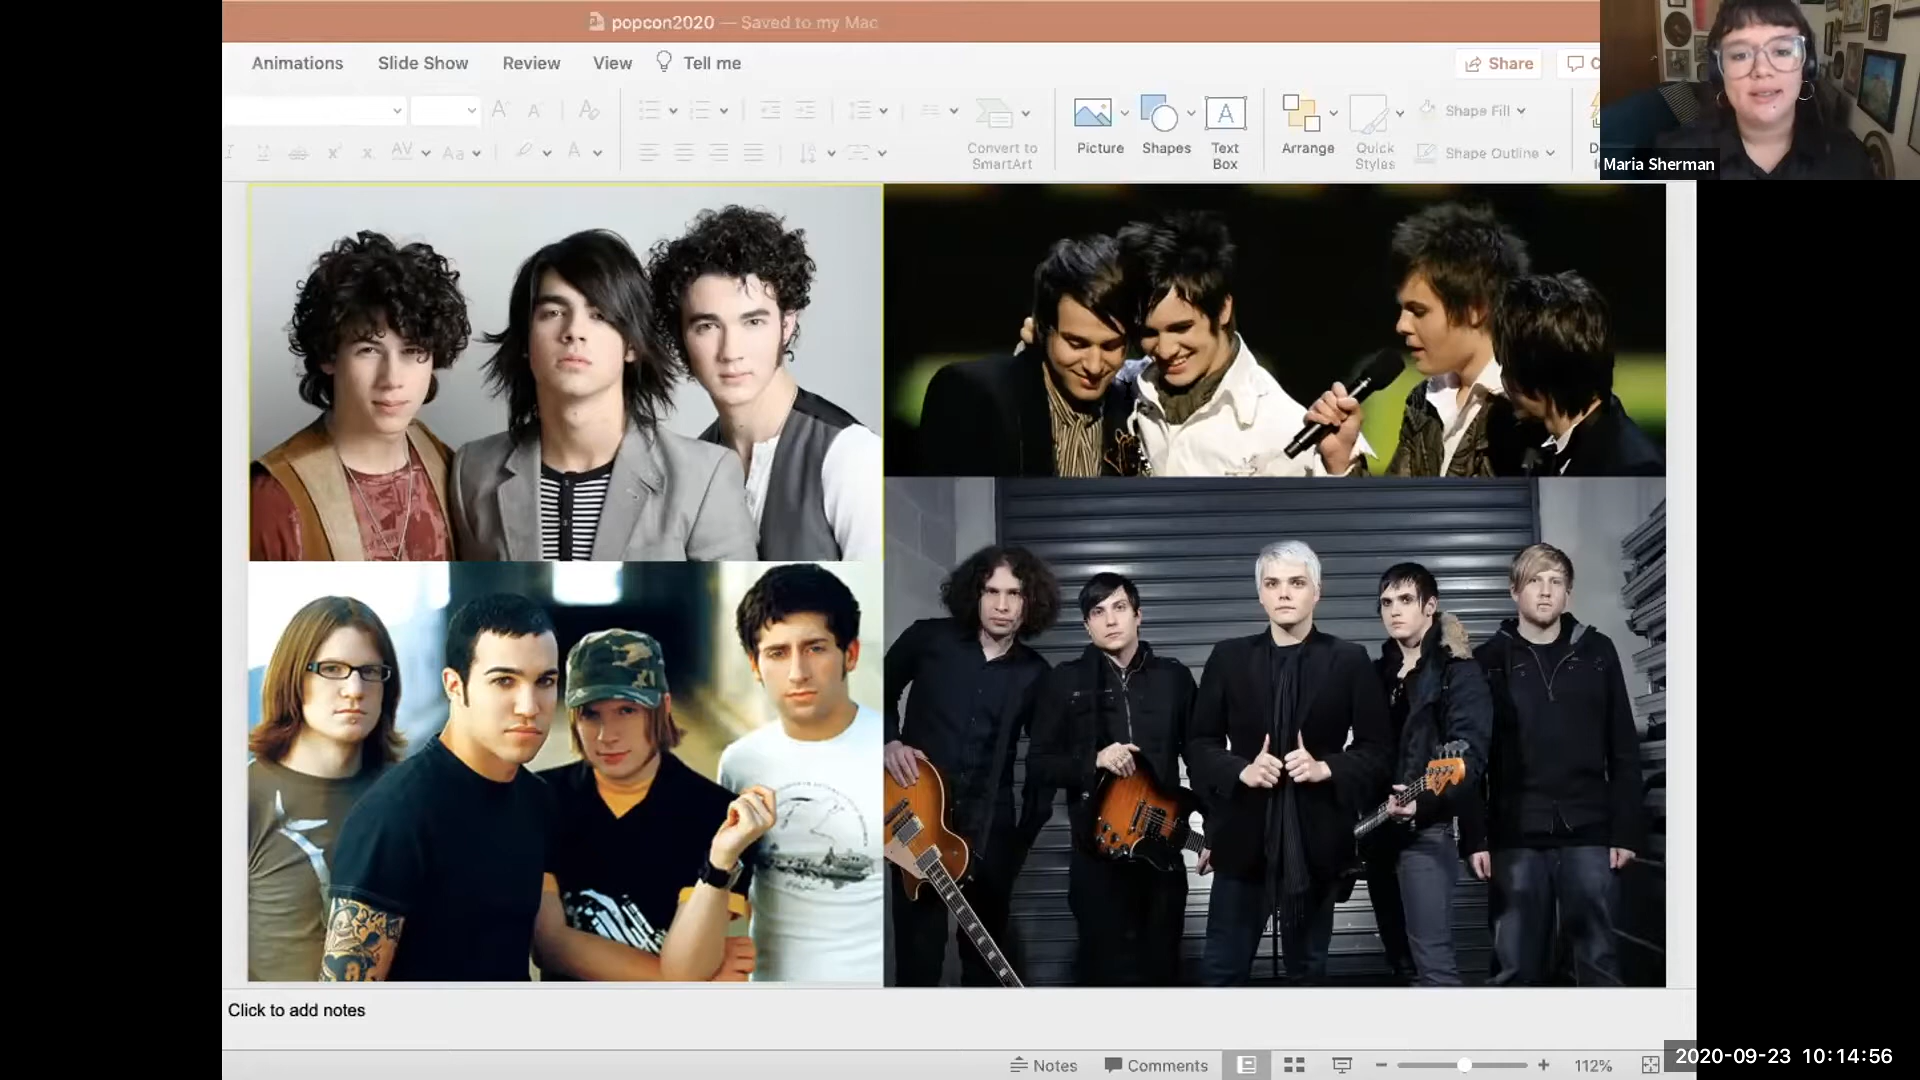 popcon2020 — Saved to my Mac
Animations Slide Show Review View Tell me Share
Shape Fill
Shape Outline
Convert to SmartArt
Picture Shapes Text Box Arrange Quick Styles
Maria Sherman
Click to add notes
Notes Comments 112%
2020-09-23 10:14:56